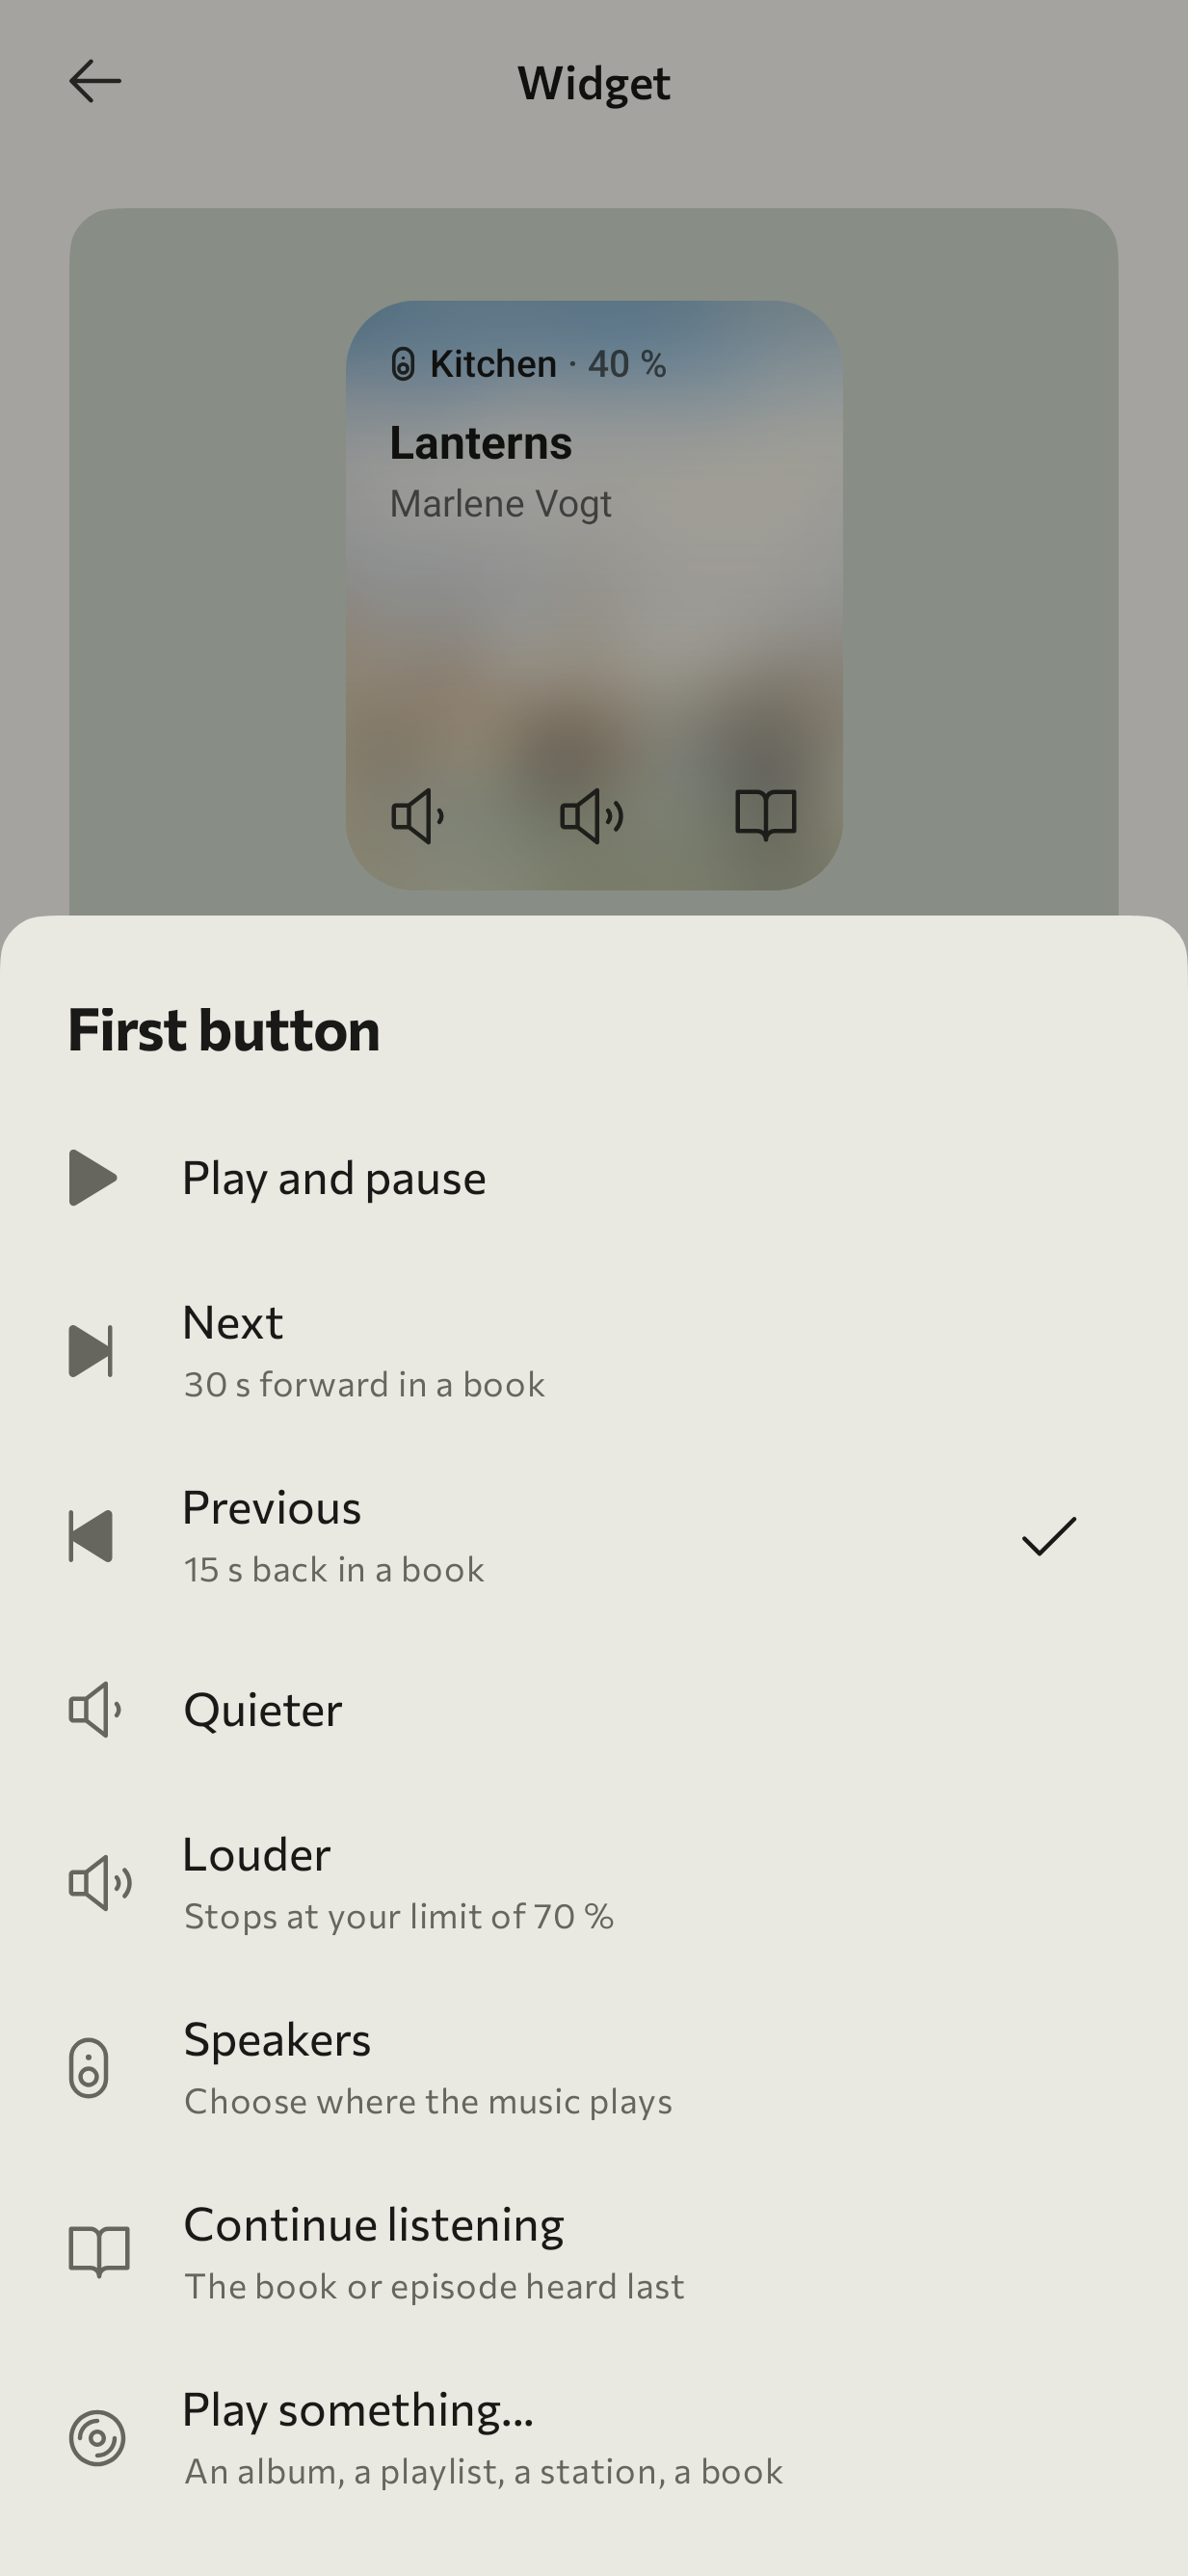 Widget
Kitchen · 40 %
Lanterns
Marlene Vogt
First button
Play and pause
Next
30 s forward in a book
Previous
15 s back in a book
Quieter
Louder
Stops at your limit of 70 %
Speakers
Choose where the music plays
Continue listening
The book or episode heard last
Play something...
An album, a playlist, a station, a book